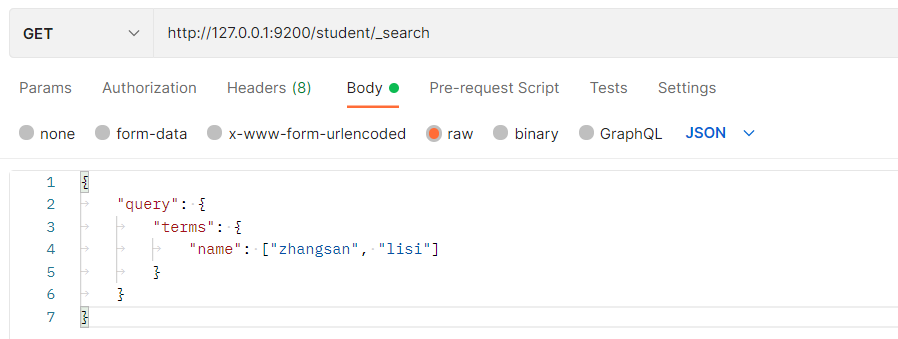 GET http://127.0.0.1:9200/student/_search
Params Authorization Headers (8) Body Pre-request Script Tests Settings
none form-data x-www-form-urlencoded raw binary GraphQL JSON
1 {
2 "query": {
3 "terms": {
4 "name": ["zhangsan", "lisi"]
5 }
6 }
7 }